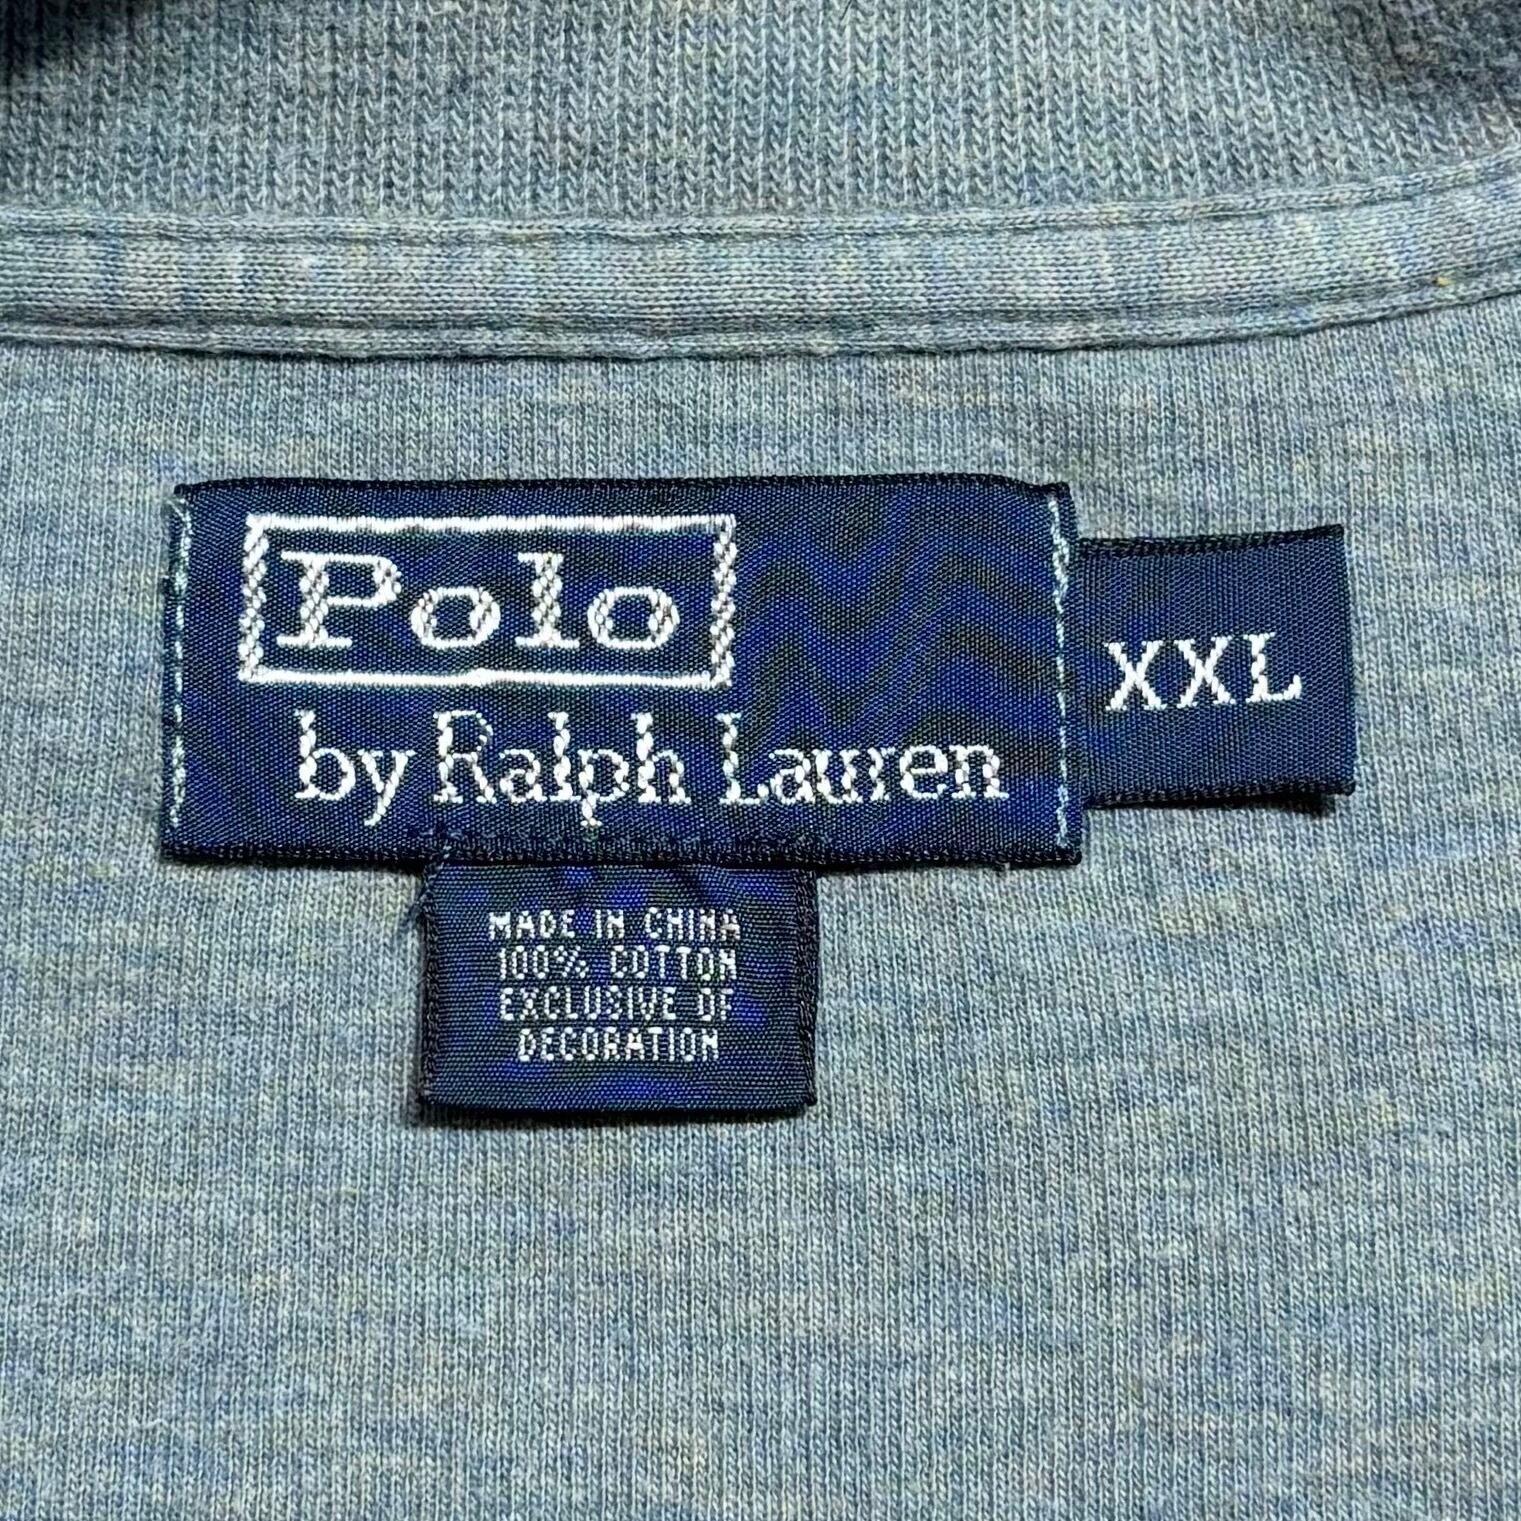 Polo
by Ralph Lauren
XXL
MADE IN CHINA
100% COTTON
EXCLUSIVE OF
DECORATION